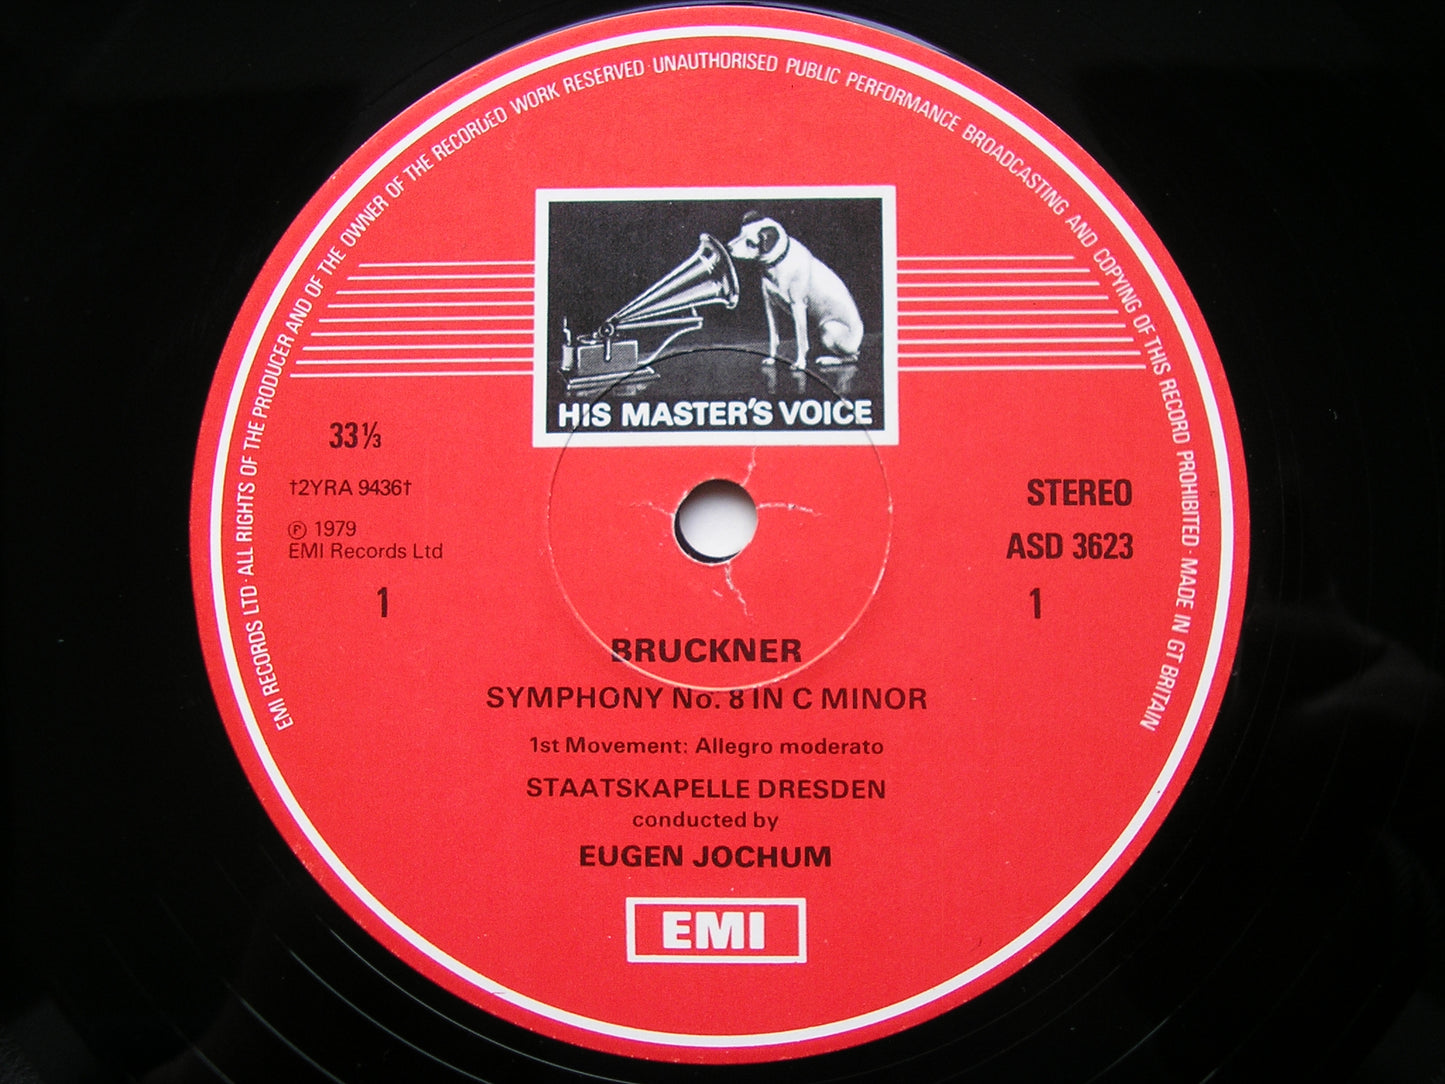 EMI RECORDS LTD · ALL RIGHTS OF THE PRODUCER AND OF THE OWNER OF THE RECORDED WORK RESERVED · UNAUTHORISED PUBLIC PERFORMANCE BROADCASTING AND COPYING OF THIS RECORD PROHIBITED · MADE IN GT BRITAIN
HIS MASTER'S VOICE
33⅓
†2YRA 9436†
℗ 1979
EMI Records Ltd
1
STEREO
ASD 3623
1
BRUCKNER
SYMPHONY No. 8 IN C MINOR
1st Movement: Allegro moderato
STAATSKAPELLE DRESDEN
conducted by
EUGEN JOCHUM
EMI